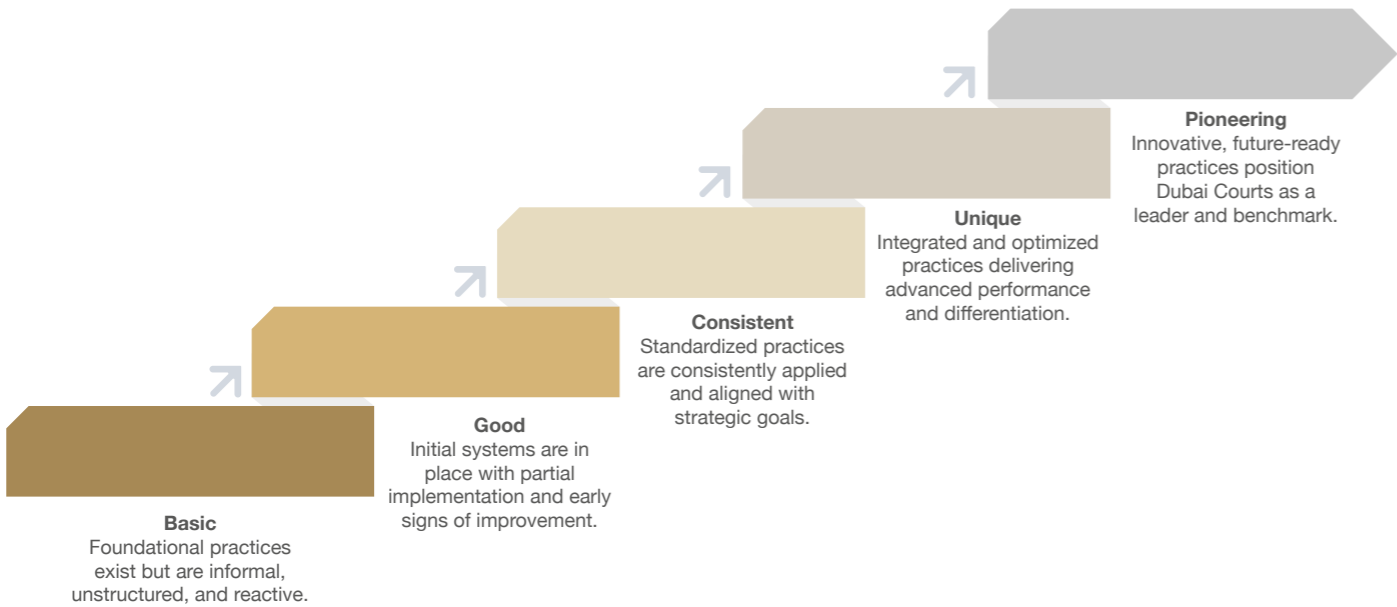 Pioneering
Innovative, future-ready
practices position
Dubai Courts as a
leader and benchmark.
Unique
Integrated and optimized
practices delivering
advanced performance
and differentiation.
Consistent
Standardized practices
are consistently applied
and aligned with
strategic goals.
Good
Initial systems are in
place with partial
implementation and early
signs of improvement.
Basic
Foundational practices
exist but are informal,
unstructured, and reactive.